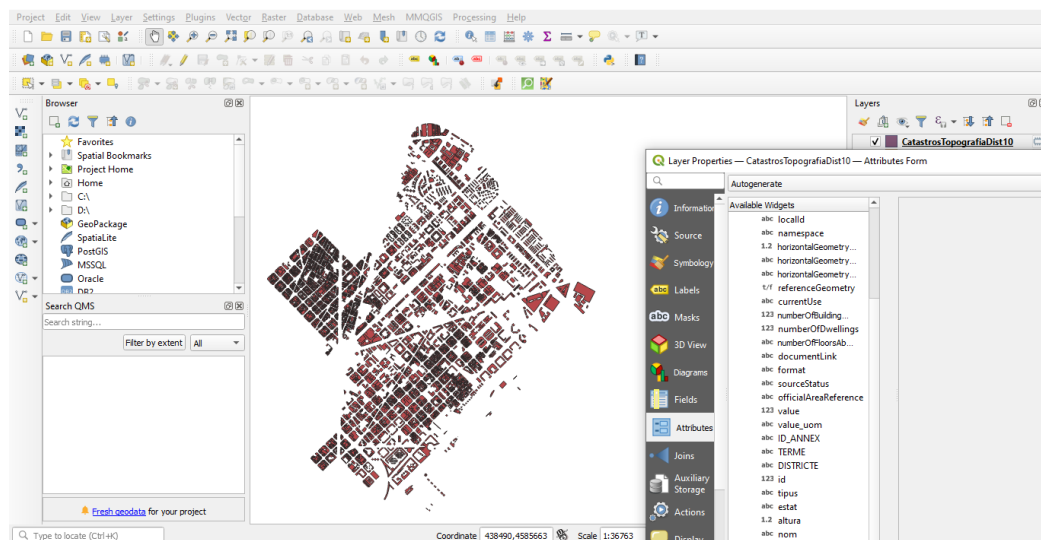 Project Edit View Layer Settings Plugins Vector Raster Database Web Mesh MMQGIS Processing Help
Browser
Favorites
Spatial Bookmarks
Project Home
Home
C:\
D:\
GeoPackage
SpatiaLite
PostGIS
MSSQL
Oracle
DB2
Search QMS
Search string...
Filter by extent All
Fresh geodata for your project
Type to locate (Ctrl+K)
Coordinate 438490,4585663 Scale 1:36763
Layers
CatastrosTopografiaDist10
Layer Properties — CatastrosTopografiaDist10 — Attributes Form
Information
Source
Symbology
abc Labels
abc Masks
3D View
Diagrams
Fields
Attributes
Joins
Auxiliary
Storage
Actions
Display
Autogenerate
Available Widgets
abc localId
abc namespace
1.2 horizontalGeometry...
abc horizontalGeometry...
abc horizontalGeometry...
t/f referenceGeometry
abc currentUse
123 numberOfBuilding...
123 numberOfDwellings
abc numberOfFloorsAb...
abc documentLink
abc format
abc sourceStatus
abc officialAreaReference
123 value
abc value_uom
abc ID_ANNEX
abc TERME
abc DISTRICTE
123 id
abc tipus
abc estat
1.2 altura
abc nom